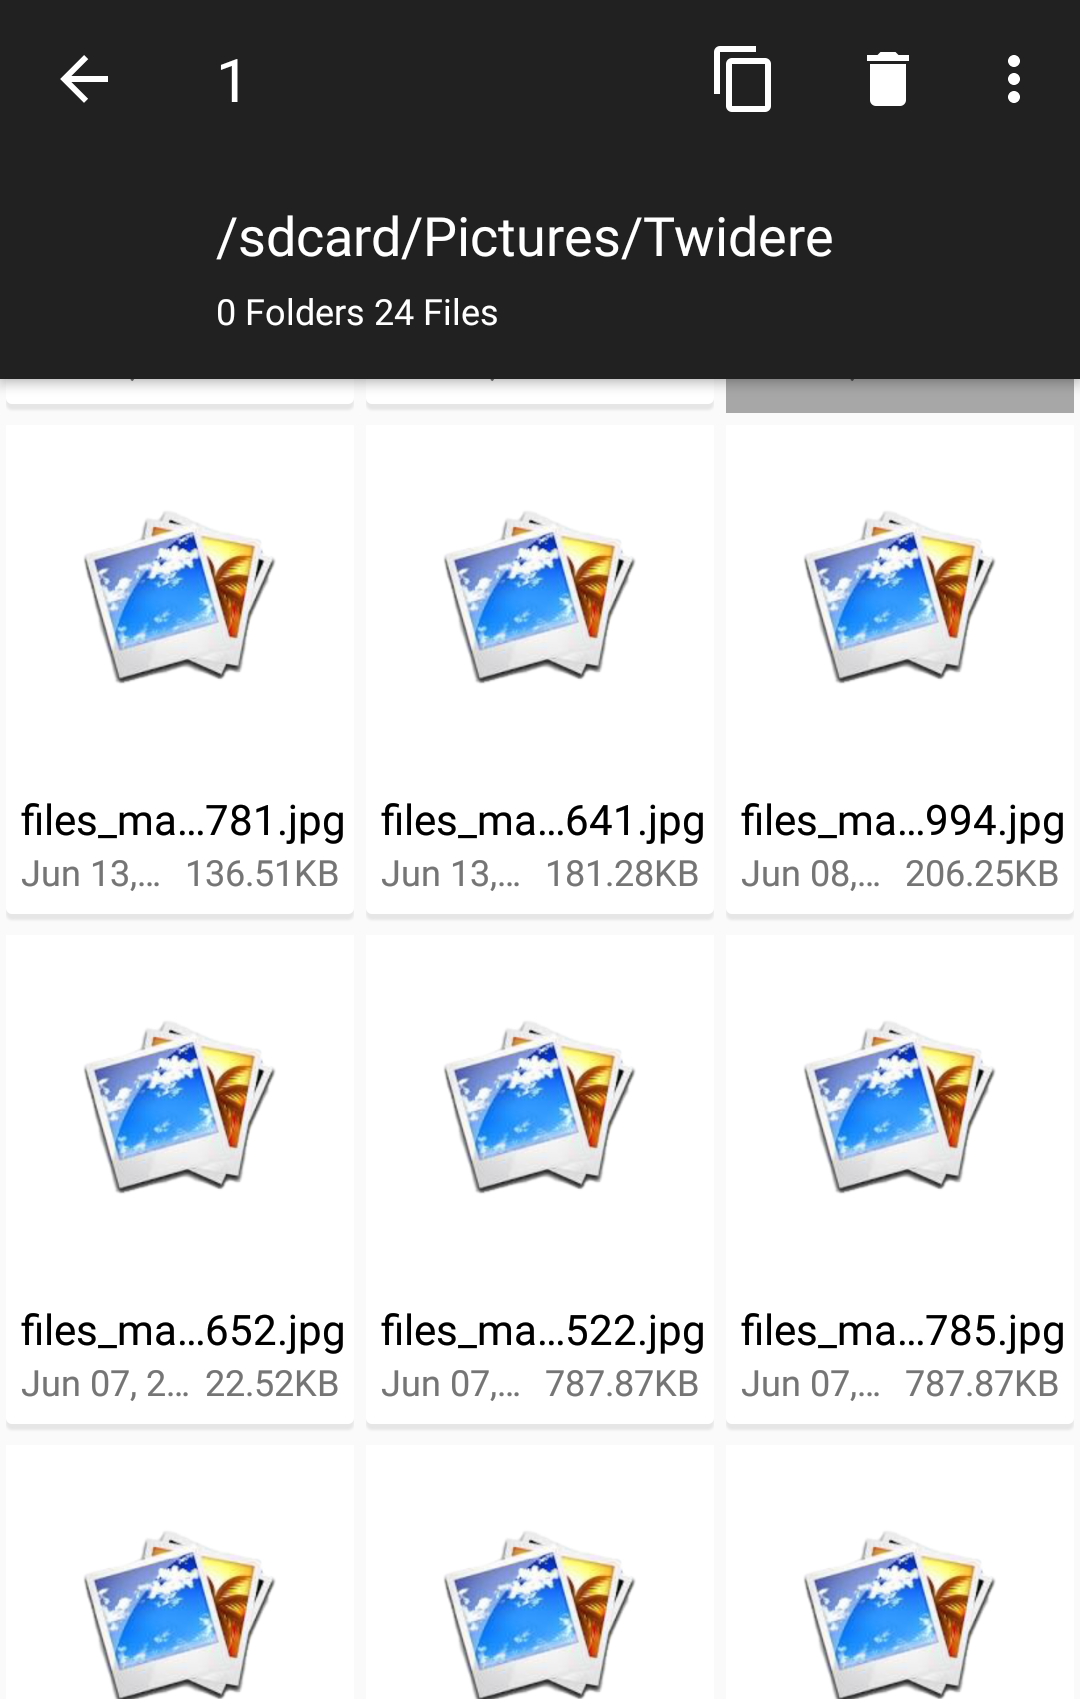 1
/sdcard/Pictures/Twidere
0 Folders 24 Files
files_ma...781.jpg files_ma...641.jpg files_ma...994.jpg
Jun 13,... 136.51KB Jun 13,... 181.28KB Jun 08,... 206.25KB
files_ma...652.jpg files_ma...522.jpg files_ma...785.jpg
Jun 07, 2... 22.52KB Jun 07,... 787.87KB Jun 07,... 787.87KB